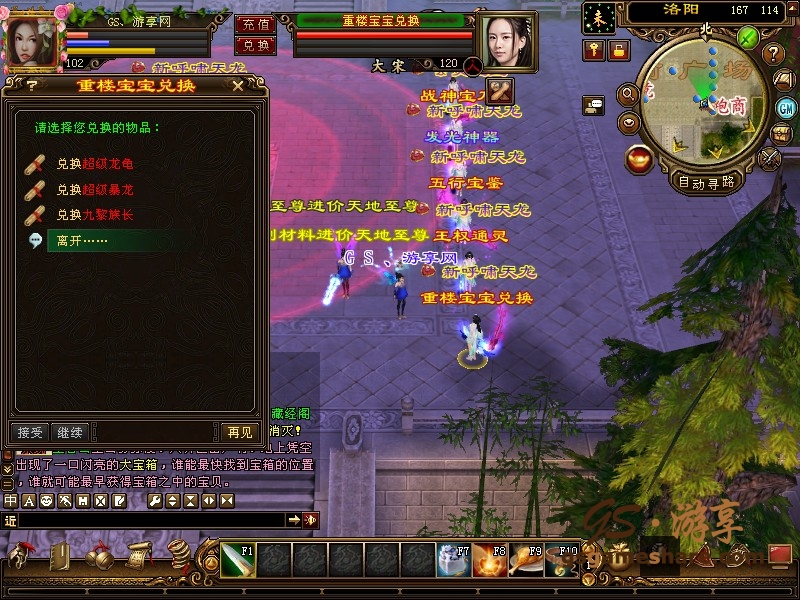 GS、游享网
102
充值
兑换
重楼宝宝兑换
大宋
120
未
洛阳
167 114
北
GM
自动寻路
新呼啸天龙
?
重楼宝宝兑换
请选择您兑换的物品：
兑换超级龙龟
兑换超级暴龙
兑换九黎族长
离开……
接受
继续
再见
新呼啸天龙
发光神器
新呼啸天龙
五行宝鉴
至尊进价天地至尊
新呼啸天龙
材料进价天地至尊
王权通灵
GS、游享网
新呼啸天龙
重楼宝宝兑换
藏经阁
消灭！
出现了一口闪亮的大宝箱，谁能最快找到宝箱的位置
，谁就可能最早获得宝箱之中的宝贝。
中
A
近
F1
F7
F8
F9
F10
GS·游享